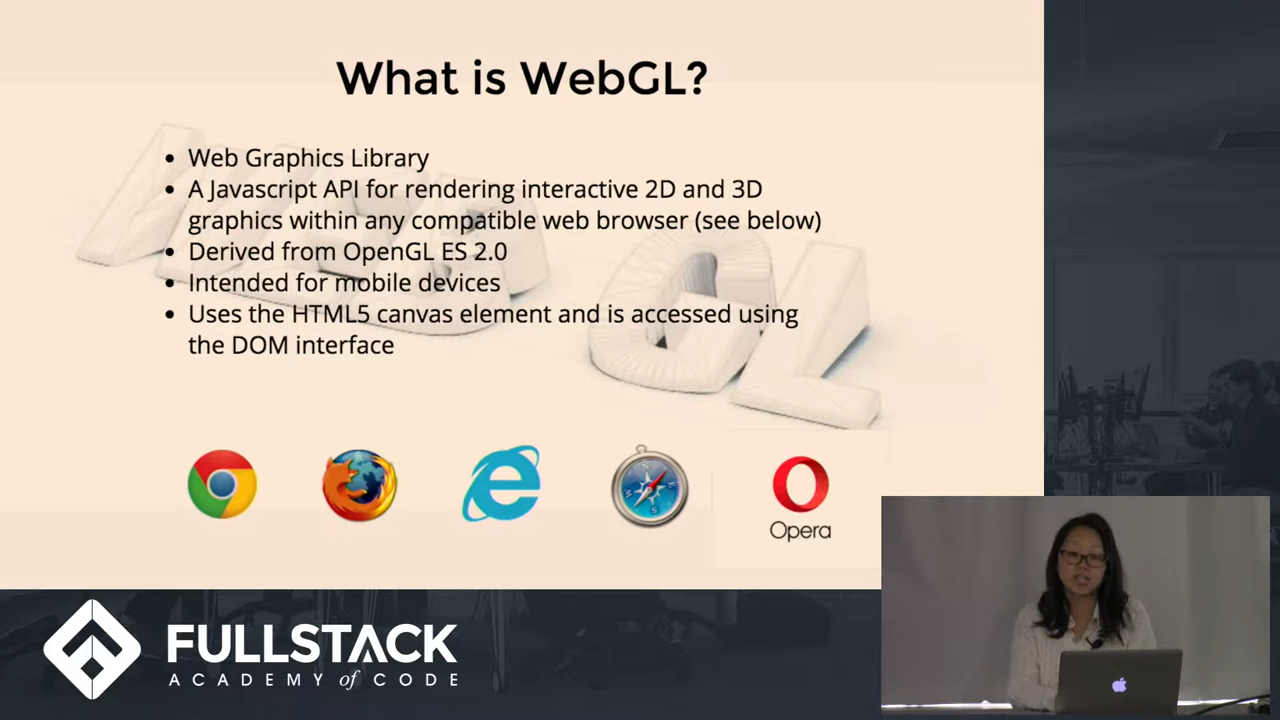 What is WebGL?
• Web Graphics Library
• A Javascript API for rendering interactive 2D and 3D
graphics within any compatible web browser (see below)
• Derived from OpenGL ES 2.0
• Intended for mobile devices
• Uses the HTML5 canvas element and is accessed using
the DOM interface
Opera
FULLSTACK
ACADEMY of CODE